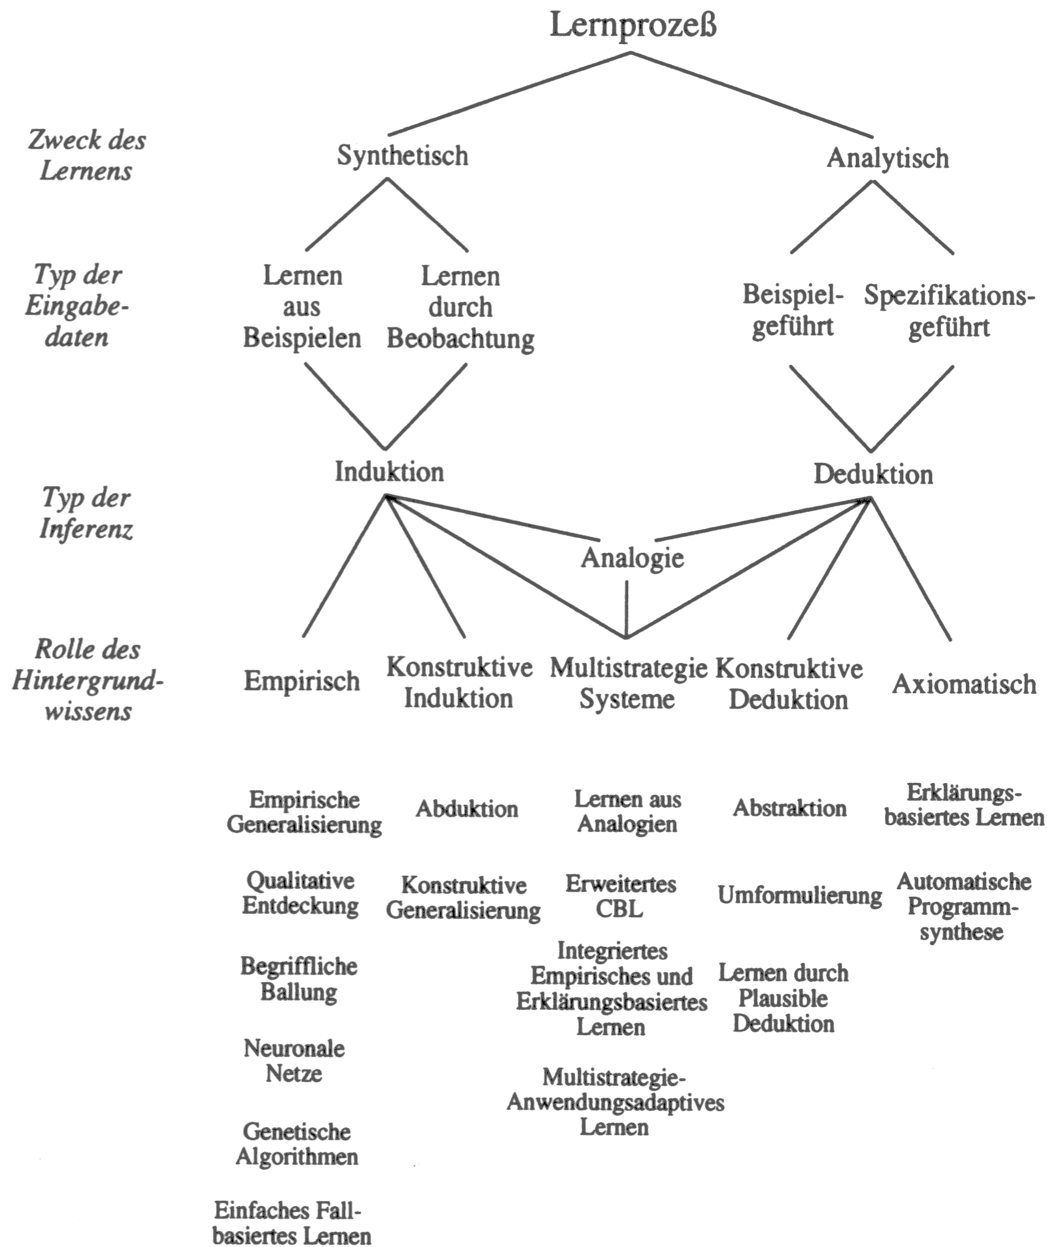 Lernprozeß
Zweck des
Lernens
Synthetisch
Analytisch
Typ der
Eingabe-
daten
Lernen
aus
Beispielen
Lernen
durch
Beobachtung
Beispiel-
geführt
Spezifikations-
geführt
Typ der
Inferenz
Induktion
Deduktion
Analogie
Rolle des
Hintergrund-
wissens
Empirisch
Konstruktive
Induktion
Multistrategie
Systeme
Konstruktive
Deduktion
Axiomatisch
Empirische
Generalisierung
Qualitative
Entdeckung
Begriffliche
Ballung
Neuronale
Netze
Genetische
Algorithmen
Einfaches Fall-
basiertes Lernen
Abduktion
Konstruktive
Generalisierung
Lernen aus
Analogien
Erweitertes
CBL
Integriertes
Empirisches und
Erklärungsbasiertes
Lernen
Multistrategie-
Anwendungsadaptives
Lernen
Abstraktion
Umformulierung
Lernen durch
Plausible
Deduktion
Erklärungs-
basiertes Lernen
Automatische
Programm-
synthese